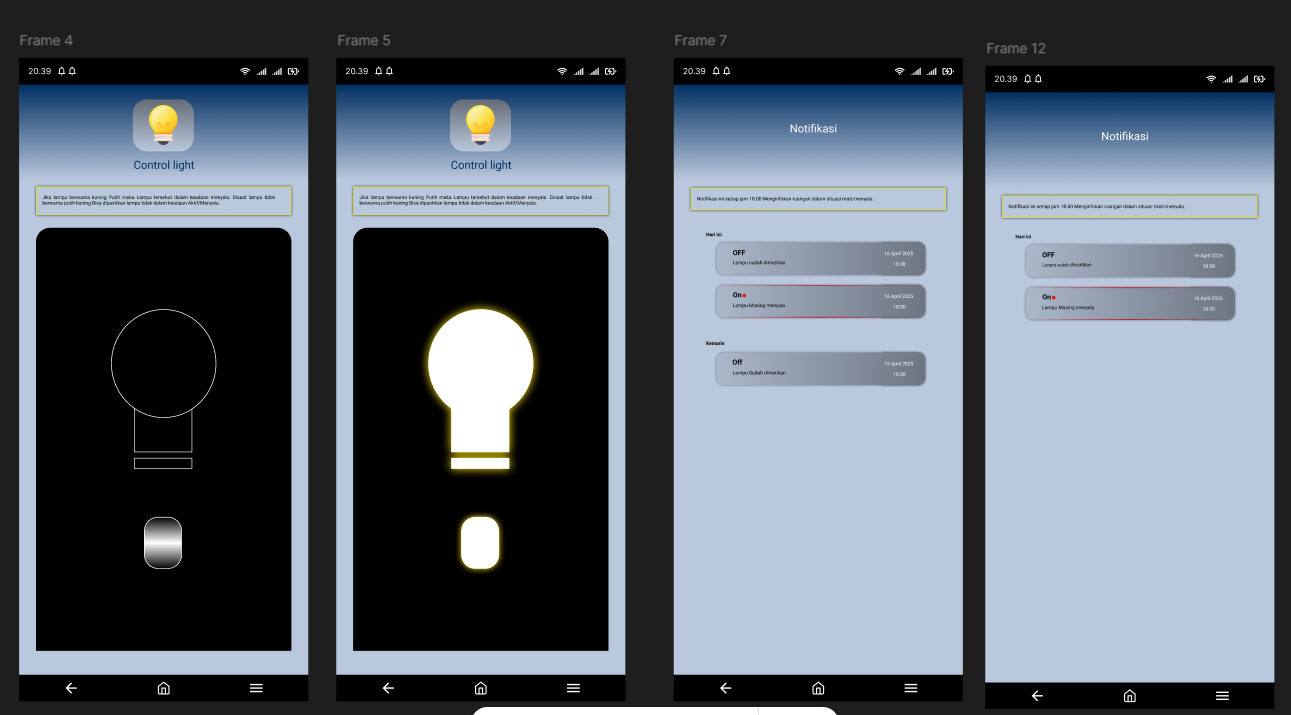 Frame 4
20.39
Control light
Jika lampu berwarna kuning Putih maka Lampu tersebut dalam keadaan menyala. Disaat lampu tidak
berwarna putih kuning Bisa dipastikan lampu tidak dalam keadaan Aktif/Menyala.
Frame 5
20.39
Control light
Jika lampu berwarna kuning Putih maka Lampu tersebut dalam keadaan menyala. Disaat lampu tidak
berwarna putih kuning Bisa dipastikan lampu tidak dalam keadaan Aktif/Menyala.
Frame 7
20.39
Notifikasi
Notifikasi ini setiap jam 18.00 Menginfokan ruangan dalam situasi mati/menyala.
Hari ini
OFF
Lampu sudah dimatikan
16 April 2025
18.08
On
Lampu Masing menyala
16 April 2025
18.00
Kemarin
Off
Lampu Sudah dimatikan
15 April 2025
18.00
Frame 12
20.39
Notifikasi
Notifikasi ini setiap jam 18.00 Menginfokan ruangan dalam situasi mati/menyala.
Hari ini
OFF
Lampu sudah dimatikan
16 April 2025
18.08
On
Lampu Masing menyala
16 April 2025
18.00